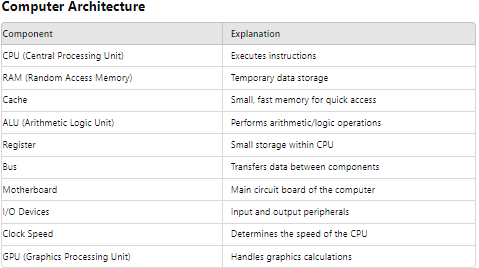 Computer Architecture
Component Explanation
CPU (Central Processing Unit) Executes instructions
RAM (Random Access Memory) Temporary data storage
Cache Small, fast memory for quick access
ALU (Arithmetic Logic Unit) Performs arithmetic/logic operations
Register Small storage within CPU
Bus Transfers data between components
Motherboard Main circuit board of the computer
I/O Devices Input and output peripherals
Clock Speed Determines the speed of the CPU
GPU (Graphics Processing Unit) Handles graphics calculations